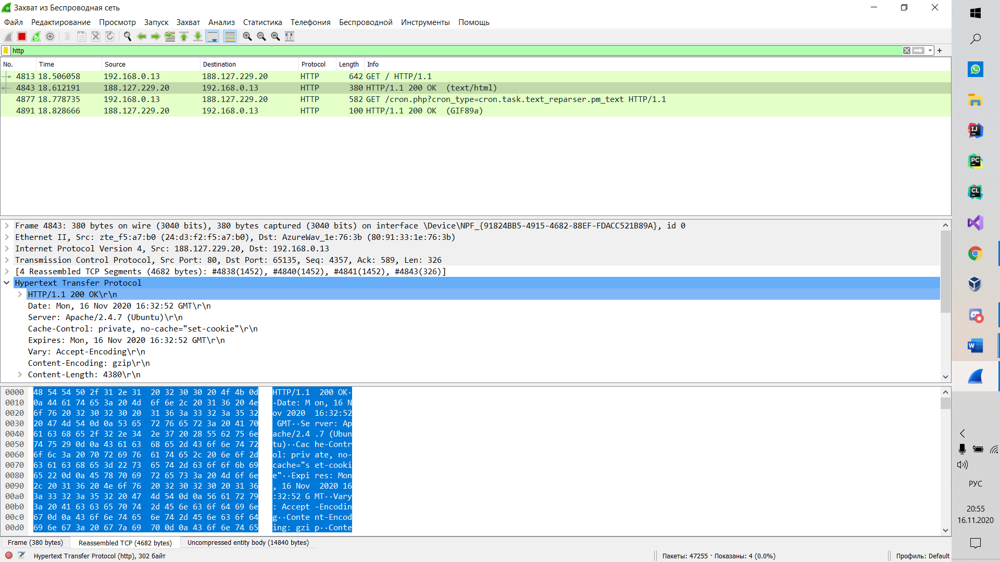 Захват из Беспроводная сеть
Файл Редактирование Просмотр Запуск Захват Анализ Статистика Телефония Беспроводной Инструменты Помощь
http
No. Time Source Destination Protocol Length Info
4813 18.506058 192.168.0.13 188.127.229.20 HTTP 642 GET / HTTP/1.1
4843 18.612191 188.127.229.20 192.168.0.13 HTTP 380 HTTP/1.1 200 OK (text/html)
4877 18.778735 192.168.0.13 188.127.229.20 HTTP 582 GET /cron.php?cron_type=cron.task.text_reparser.pm_text HTTP/1.1
4891 18.828666 188.127.229.20 192.168.0.13 HTTP 100 HTTP/1.1 200 OK (GIF89a)
Frame 4843: 380 bytes on wire (3040 bits), 380 bytes captured (3040 bits) on interface \Device\NPF_{91824BB5-4915-4682-88EF-FDACC521B89A}, id 0
Ethernet II, Src: zte_f5:a7:b0 (24:d3:f2:f5:a7:b0), Dst: AzureWav_1e:76:3b (80:91:33:1e:76:3b)
Internet Protocol Version 4, Src: 188.127.229.20, Dst: 192.168.0.13
Transmission Control Protocol, Src Port: 80, Dst Port: 65135, Seq: 4357, Ack: 589, Len: 326
[4 Reassembled TCP Segments (4682 bytes): #4838(1452), #4840(1452), #4841(1452), #4843(326)]
Hypertext Transfer Protocol
HTTP/1.1 200 OK\r\n
Date: Mon, 16 Nov 2020 16:32:52 GMT\r\n
Server: Apache/2.4.7 (Ubuntu)\r\n
Cache-Control: private, no-cache="set-cookie"\r\n
Expires: Mon, 16 Nov 2020 16:32:52 GMT\r\n
Vary: Accept-Encoding\r\n
Content-Encoding: gzip\r\n
Content-Length: 4380\r\n
0000 48 54 54 50 2f 31 2e 31 20 32 30 30 20 4f 4b 0d HTTP/1.1 200 OK·
0010 0a 44 61 74 65 3a 20 4d 6f 6e 2c 20 31 36 20 4e ·Date: M on, 16 N
0020 6f 76 20 32 30 32 30 20 31 36 3a 33 32 3a 35 32 ov 2020 16:32:52
0030 20 47 4d 54 0d 0a 53 65 72 76 65 72 3a 20 41 70 GMT··Se rver: Ap
0040 61 63 68 65 2f 32 2e 34 2e 37 20 28 55 62 75 6e ache/2.4 .7 (Ubun
0050 74 75 29 0d 0a 43 61 63 68 65 2d 43 6f 6e 74 72 tu)··Cac he-Contr
0060 6f 6c 3a 20 70 72 69 76 61 74 65 2c 20 6e 6f 2d ol: priv ate, no-
0070 63 61 63 68 65 3d 22 73 65 74 2d 63 6f 6f 6b 69 cache="s et-cooki
0080 65 22 0d 0a 45 78 70 69 72 65 73 3a 20 4d 6f 6e e"··Expi res: Mon
0090 2c 20 31 36 20 4e 6f 76 20 32 30 32 30 20 31 36 , 16 Nov 2020 16
00a0 3a 33 32 3a 35 32 20 47 4d 54 0d 0a 56 61 72 79 :32:52 G MT··Vary
00b0 3a 20 41 63 63 65 70 74 2d 45 6e 63 6f 64 69 6e : Accept -Encodin
00c0 67 0d 0a 43 6f 6e 74 65 6e 74 2d 45 6e 63 6f 64 g··Conte nt-Encod
00d0 69 6e 67 3a 20 67 7a 69 70 0d 0a 43 6f 6e 74 65 ing: gzi p··Conte
Frame (380 bytes) Reassembled TCP (4682 bytes) Uncompressed entity body (14840 bytes)
Hypertext Transfer Protocol (http), 302 байт Пакеты: 47255 · Показаны: 4 (0.0%) Профиль: Default
IJ
PC
CL
W
РУС
20:55
16.11.2020